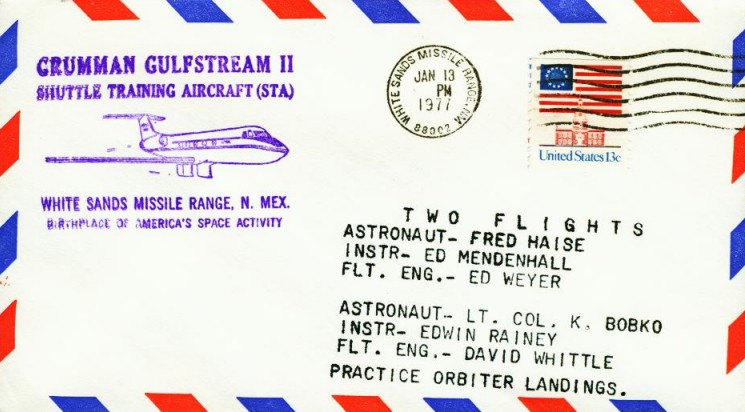 CRUMMAN GULFSTREAM II
SHUTTLE TRAINING AIRCRAFT (STA)
WHITE SANDS MISSILE RANGE, N. MEX.
BIRTHPLACE OF AMERICA'S SPACE ACTIVITY
WHITE SANDS MISSILE RANGE, NM
JAN 13
PM
1977
88002
United States 13c
TWO FLIGHTS
ASTRONAUT- FRED HAISE
INSTR- ED MENDENHALL
FLT. ENG.- ED WEYER
ASTRONAUT- LT. COL. K. BOBKO
INSTR- EDWIN RAINEY
FLT. ENG.- DAVID WHITTLE
PRACTICE ORBITER LANDINGS.